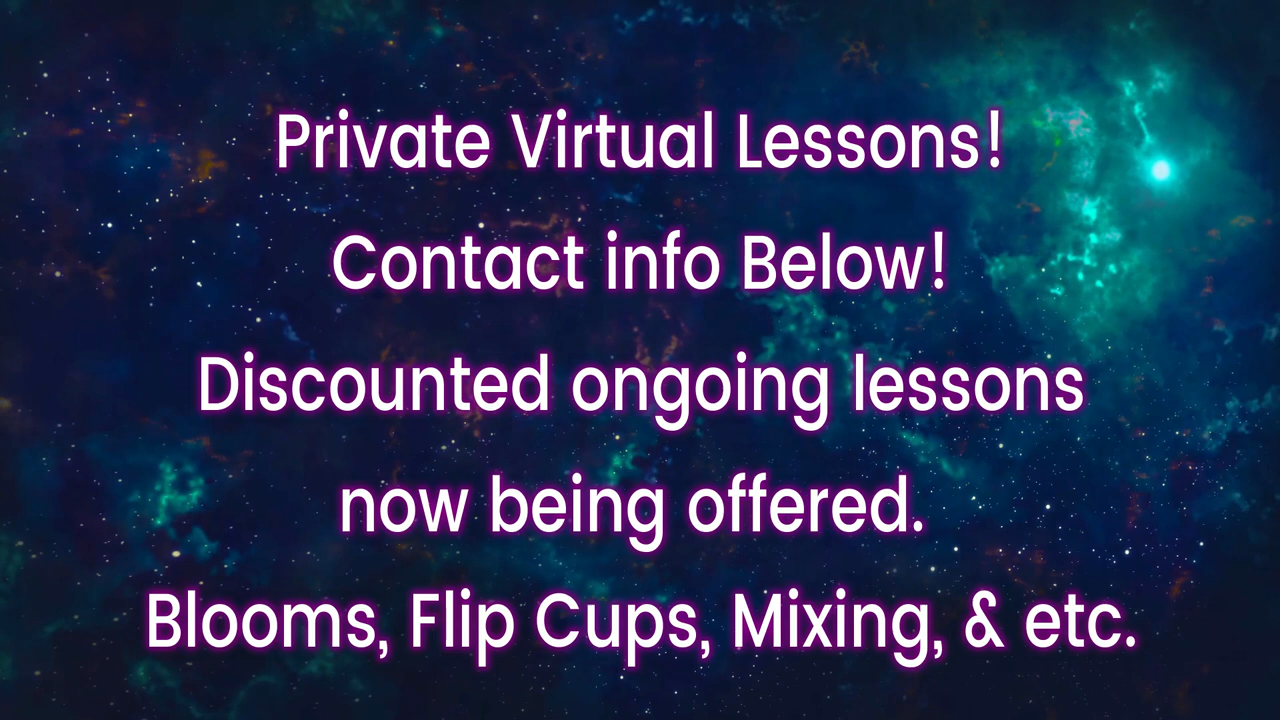 Private Virtual Lessons!
Contact info Below!
Discounted ongoing lessons
now being offered.
Blooms, Flip Cups, Mixing, & etc.